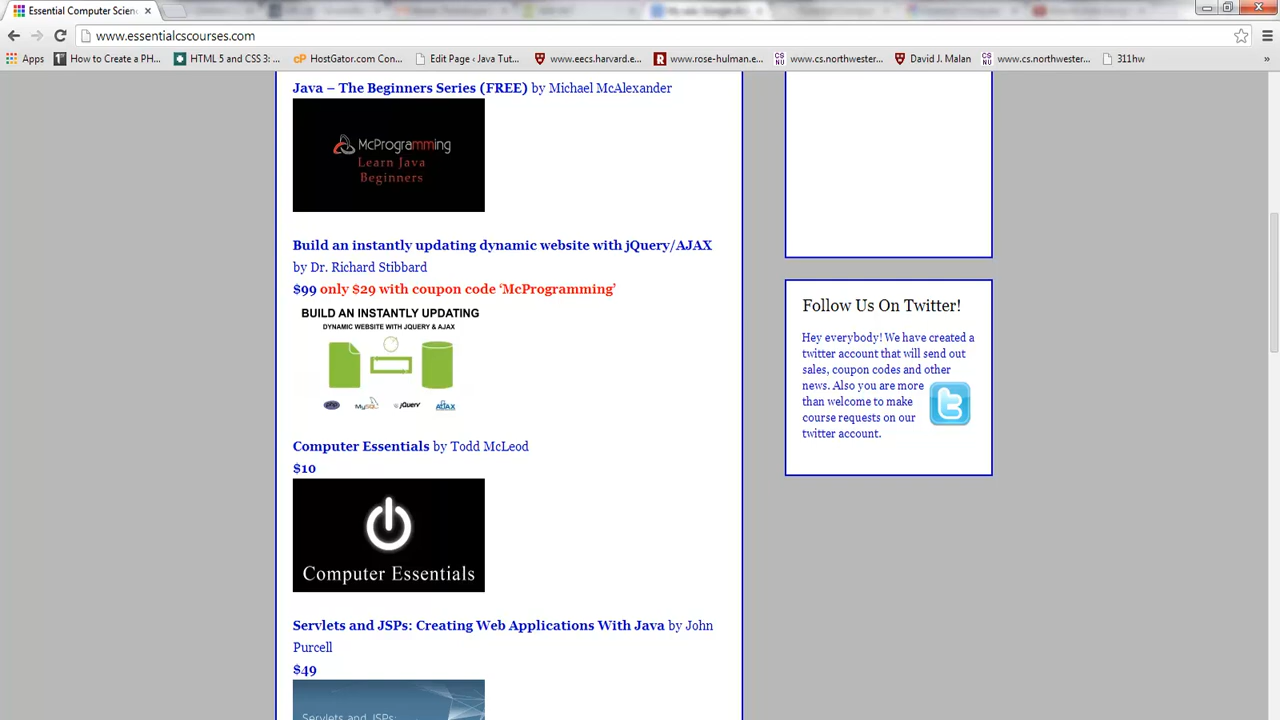 Essential Computer Scienc
www.essentialcscourses.com
Apps
How to Create a PH...
HTML 5 and CSS 3: ...
HostGator.com Con...
Edit Page ‹ Java Tut...
www.eecs.harvard.e...
www.rose-hulman.e...
www.cs.northwester...
David J. Malan
www.cs.northwester...
311hw
Java – The Beginners Series (FREE) by Michael McAlexander
McProgramming
Learn Java
Beginners
Build an instantly updating dynamic website with jQuery/AJAX
by Dr. Richard Stibbard
$99 only $29 with coupon code ‘McProgramming’
BUILD AN INSTANTLY UPDATING
DYNAMIC WEBSITE WITH JQUERY & AJAX
php
MySQL
jQuery
AJAX
Computer Essentials by Todd McLeod
$10
Computer Essentials
Servlets and JSPs: Creating Web Applications With Java by John
Purcell
$49
Servlets and JSPs:
Follow Us On Twitter!
Hey everybody! We have created a
twitter account that will send out
sales, coupon codes and other
news. Also you are more
than welcome to make
course requests on our
twitter account.